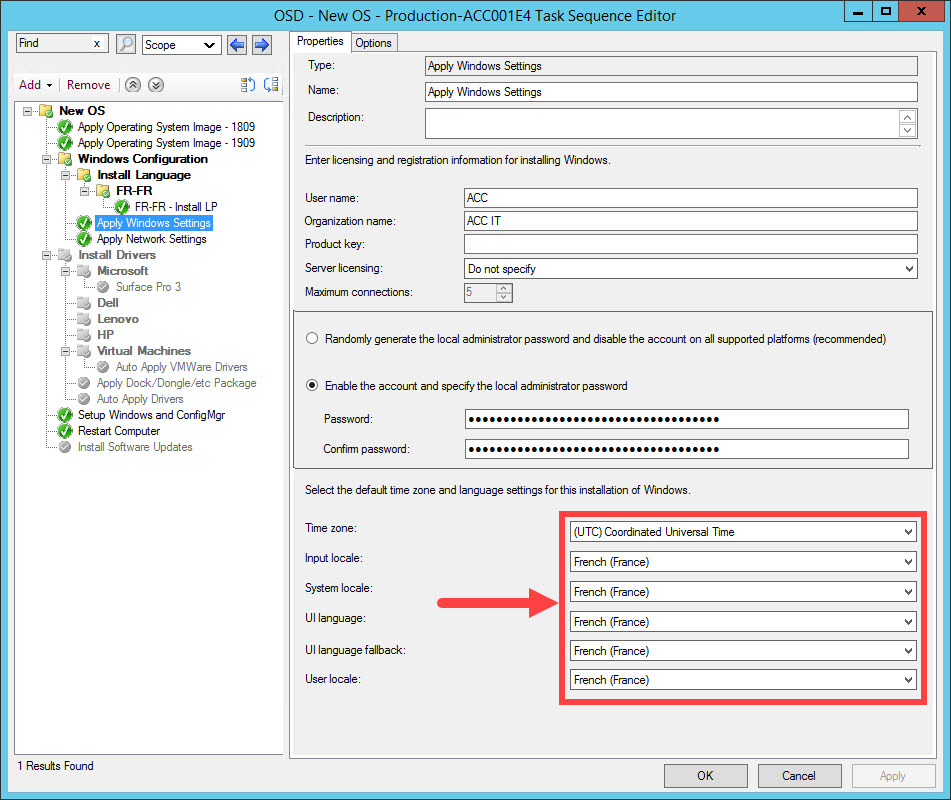 OSD - New OS - Production-ACC001E4 Task Sequence Editor
Find x Scope
Add Remove
New OS
Apply Operating System Image - 1809
Apply Operating System Image - 1909
Windows Configuration
Install Language
FR-FR
FR-FR - Install LP
Apply Windows Settings
Apply Network Settings
Install Drivers
Microsoft
Surface Pro 3
Dell
Lenovo
HP
Virtual Machines
Auto Apply VMWare Drivers
Apply Dock/Dongle/etc Package
Auto Apply Drivers
Setup Windows and ConfigMgr
Restart Computer
Install Software Updates
1 Results Found
Properties Options
Type: Apply Windows Settings
Name: Apply Windows Settings
Description:
Enter licensing and registration information for installing Windows.
User name: ACC
Organization name: ACC IT
Product key:
Server licensing: Do not specify
Maximum connections: 5
Randomly generate the local administrator password and disable the account on all supported platforms (recommended)
Enable the account and specify the local administrator password
Password: ●●●●●●●●●●●●●●●●●●●●●●●●●●●●●●●●●●●●
Confirm password: ●●●●●●●●●●●●●●●●●●●●●●●●●●●●●●●●●●●●
Select the default time zone and language settings for this installation of Windows.
Time zone: (UTC) Coordinated Universal Time
Input locale: French (France)
System locale: French (France)
UI language: French (France)
UI language fallback: French (France)
User locale: French (France)
OK Cancel Apply